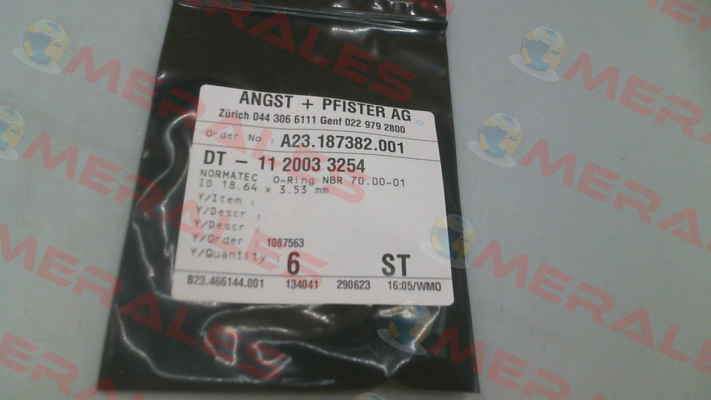 ANGST + PFISTER AG
Zürich 044 306 6111 Genf 022 979 2800
Order No : A23.187382.001
DT - 11 2003 3254
NORMATEC O-Ring NBR 70.00-01
ID 18.64 x 3.53 mm
Y/Item :
Y/Descr :
Y/Descr :
Y/Order : 1087563
Y/Quantity : 6 ST
B23.466144.001 134041 290623 16:05/WMO
MERALES
MERALES
MERALES
MERALES
MERALES